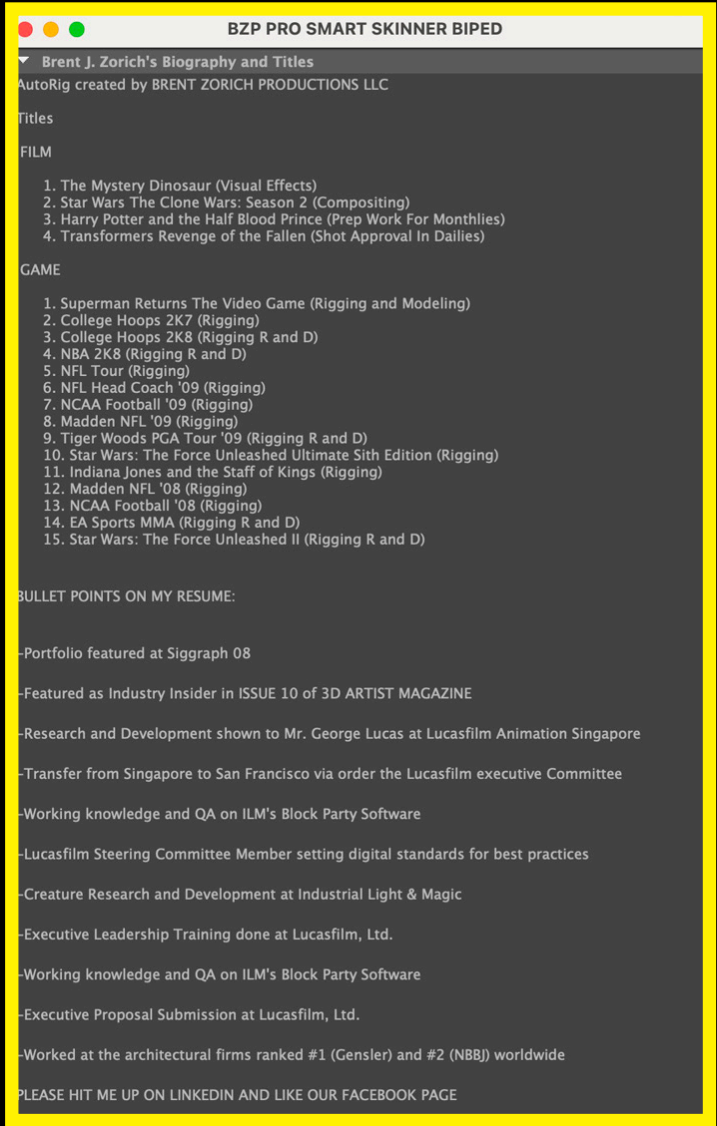 BZP PRO SMART SKINNER BIPED
Brent J. Zorich's Biography and Titles
AutoRig created by BRENT ZORICH PRODUCTIONS LLC
Titles
FILM
1. The Mystery Dinosaur (Visual Effects)
2. Star Wars The Clone Wars: Season 2 (Compositing)
3. Harry Potter and the Half Blood Prince (Prep Work For Monthlies)
4. Transformers Revenge of the Fallen (Shot Approval In Dailies)
GAME
1. Superman Returns The Video Game (Rigging and Modeling)
2. College Hoops 2K7 (Rigging)
3. College Hoops 2K8 (Rigging R and D)
4. NBA 2K8 (Rigging R and D)
5. NFL Tour (Rigging)
6. NFL Head Coach '09 (Rigging)
7. NCAA Football '09 (Rigging)
8. Madden NFL '09 (Rigging)
9. Tiger Woods PGA Tour '09 (Rigging R and D)
10. Star Wars: The Force Unleashed Ultimate Sith Edition (Rigging)
11. Indiana Jones and the Staff of Kings (Rigging)
12. Madden NFL '08 (Rigging)
13. NCAA Football '08 (Rigging)
14. EA Sports MMA (Rigging R and D)
15. Star Wars: The Force Unleashed II (Rigging R and D)
BULLET POINTS ON MY RESUME:
-Portfolio featured at Siggraph 08
-Featured as Industry Insider in ISSUE 10 of 3D ARTIST MAGAZINE
-Research and Development shown to Mr. George Lucas at Lucasfilm Animation Singapore
-Transfer from Singapore to San Francisco via order the Lucasfilm executive Committee
-Working knowledge and QA on ILM's Block Party Software
-Lucasfilm Steering Committee Member setting digital standards for best practices
-Creature Research and Development at Industrial Light & Magic
-Executive Leadership Training done at Lucasfilm, Ltd.
-Working knowledge and QA on ILM's Block Party Software
-Executive Proposal Submission at Lucasfilm, Ltd.
-Worked at the architectural firms ranked #1 (Gensler) and #2 (NBBJ) worldwide
PLEASE HIT ME UP ON LINKEDIN AND LIKE OUR FACEBOOK PAGE